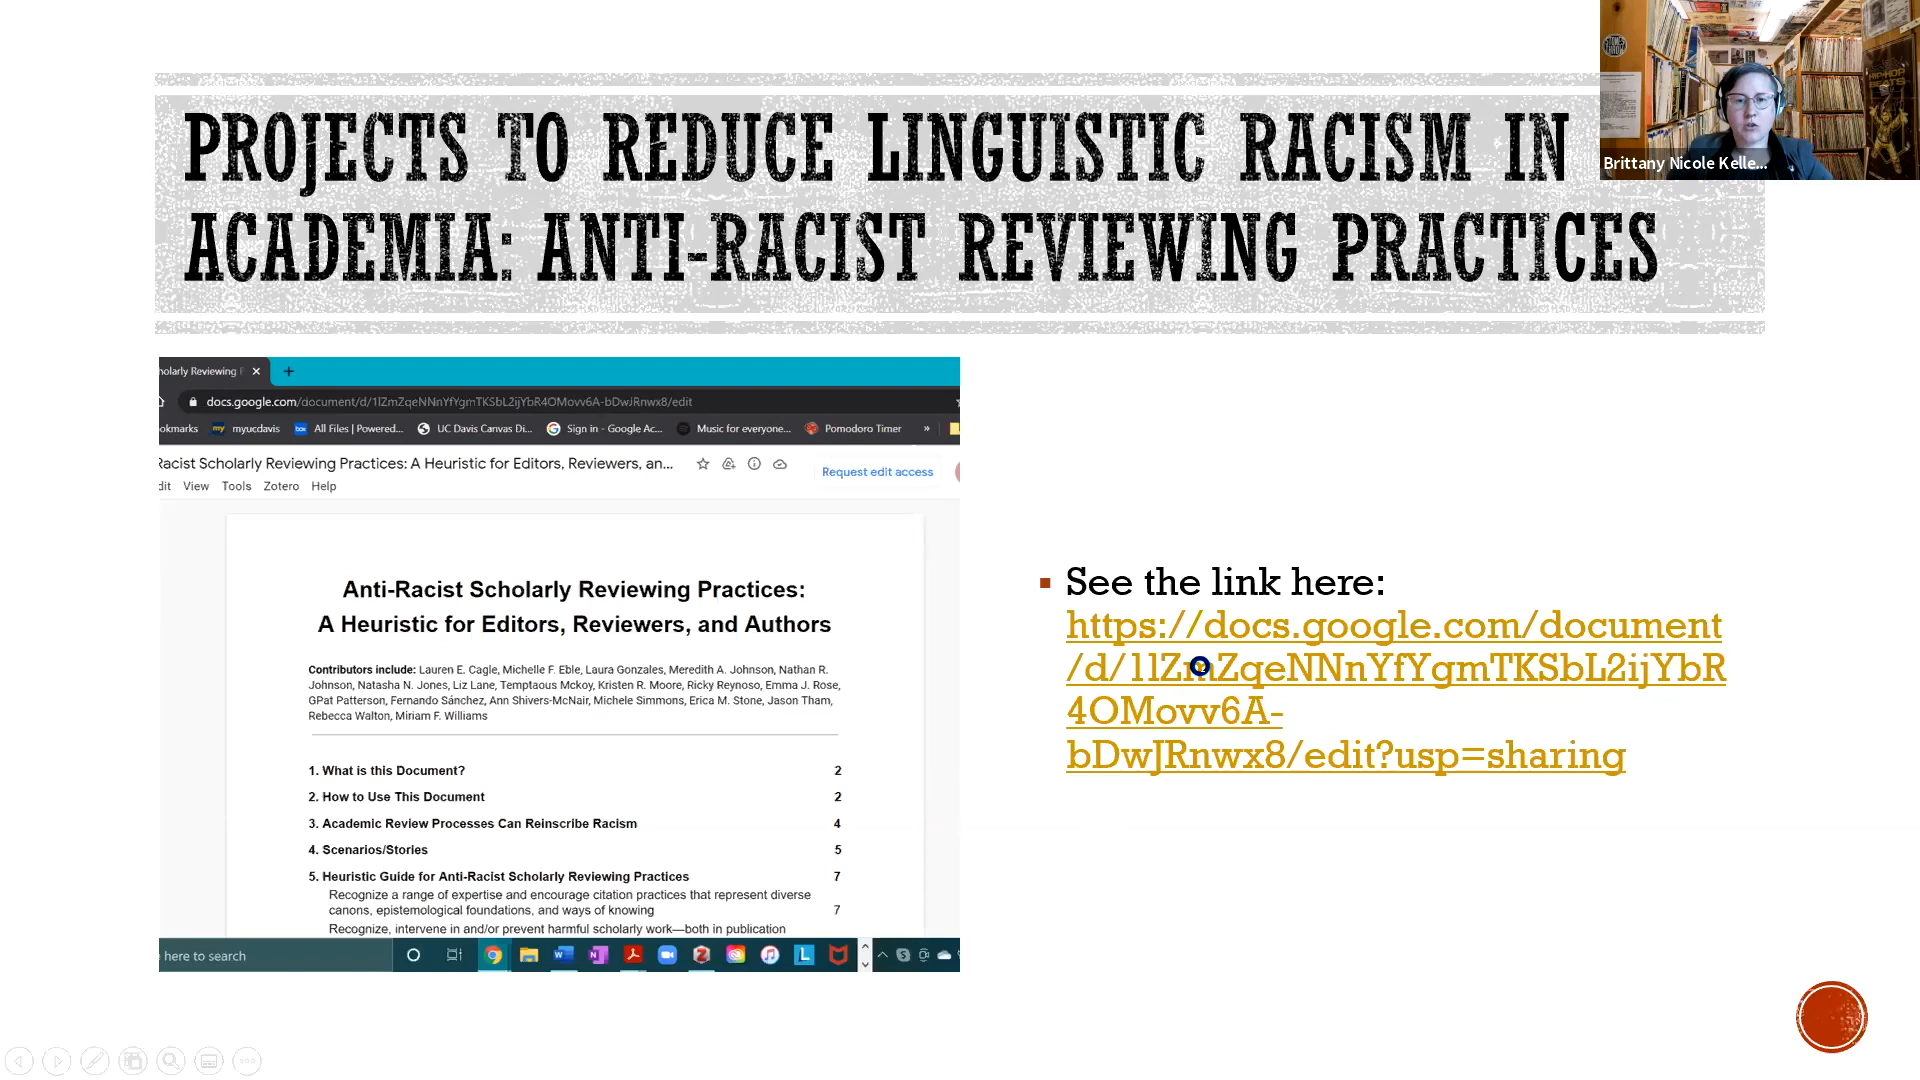 PROJECTS TO REDUCE LINGUISTIC RACISM IN
ACADEMIA: ANTI-RACIST REVIEWING PRACTICES
HIP-HOP
BEATS
Brittany Nicole Kelle...
holarly Reviewing
docs.google.com/document/d/1lZmZqeNNnYfYgmTKSbL2ijYbR4OMovv6A-bDwJRnwx8/edit
okmarks
my myucdavis
box All Files | Powered...
UC Davis Canvas Di...
Sign in - Google Ac...
Music for everyone...
Pomodoro Timer
»
Racist Scholarly Reviewing Practices: A Heuristic for Editors, Reviewers, an...
Request edit access
dit View Tools Zotero Help
Anti-Racist Scholarly Reviewing Practices:
A Heuristic for Editors, Reviewers, and Authors
Contributors include: Lauren E. Cagle, Michelle F. Eble, Laura Gonzales, Meredith A. Johnson, Nathan R.
Johnson, Natasha N. Jones, Liz Lane, Temptaous Mckoy, Kristen R. Moore, Ricky Reynoso, Emma J. Rose,
GPat Patterson, Fernando Sánchez, Ann Shivers-McNair, Michele Simmons, Erica M. Stone, Jason Tham,
Rebecca Walton, Miriam F. Williams
1. What is this Document? 2
2. How to Use This Document 2
3. Academic Review Processes Can Reinscribe Racism 4
4. Scenarios/Stories 5
5. Heuristic Guide for Anti-Racist Scholarly Reviewing Practices 7
Recognize a range of expertise and encourage citation practices that represent diverse
canons, epistemological foundations, and ways of knowing 7
Recognize, intervene in and/or prevent harmful scholarly work—both in publication
here to search
See the link here:
https://docs.google.com/document
/d/1lZmZqeNNnYfYgmTKSbL2ijYbR
4OMovv6A-
bDwJRnwx8/edit?usp=sharing